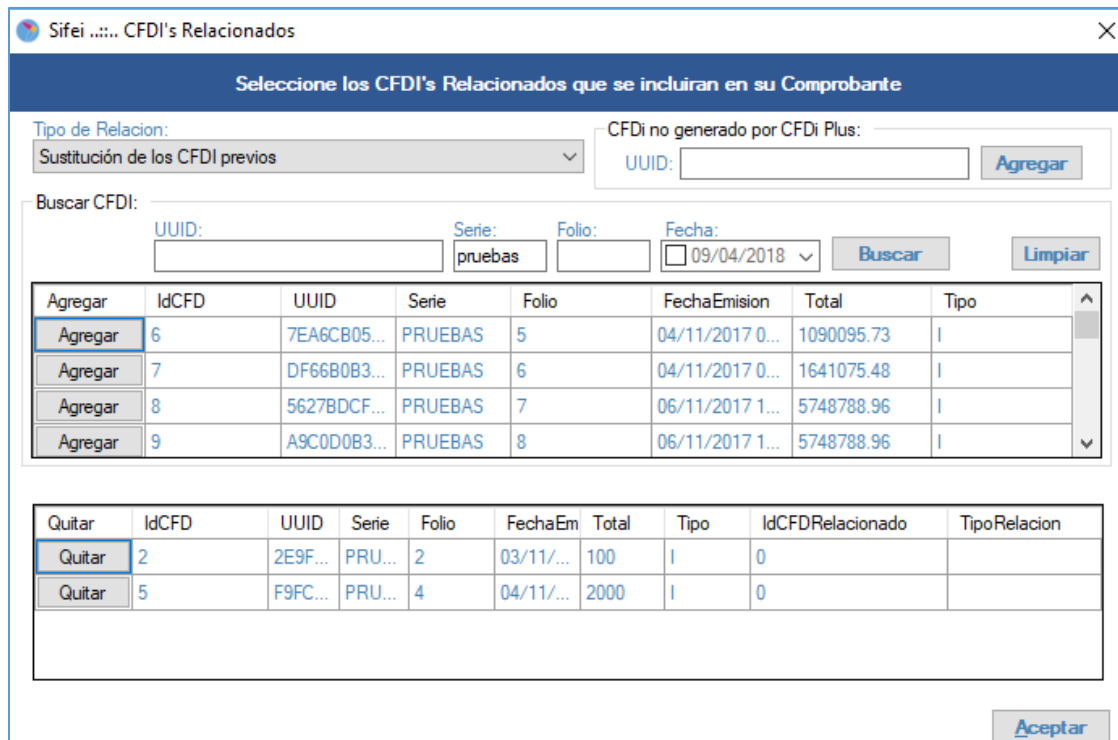 Sifei ..::.. CFDI's Relacionados
Seleccione los CFDI's Relacionados que se incluiran en su Comprobante
Tipo de Relacion:
Sustitución de los CFDI previos
CFDi no generado por CFDi Plus:
UUID:
Agregar
Buscar CFDI:
UUID: Serie: Folio: Fecha:
pruebas 09/04/2018 Buscar Limpiar
Agregar IdCFD UUID Serie Folio FechaEmision Total Tipo
Agregar 6 7EA6CB05... PRUEBAS 5 04/11/2017 0... 1090095.73 I
Agregar 7 DF66B0B3... PRUEBAS 6 04/11/2017 0... 1641075.48 I
Agregar 8 5627BDCF... PRUEBAS 7 06/11/2017 1... 5748788.96 I
Agregar 9 A9C0D0B3... PRUEBAS 8 06/11/2017 1... 5748788.96 I
Quitar IdCFD UUID Serie Folio FechaEm Total Tipo IdCFDRelacionado TipoRelacion
Quitar 2 2E9F... PRU... 2 03/11/... 100 I 0
Quitar 5 F9FC... PRU... 4 04/11/... 2000 I 0
Aceptar